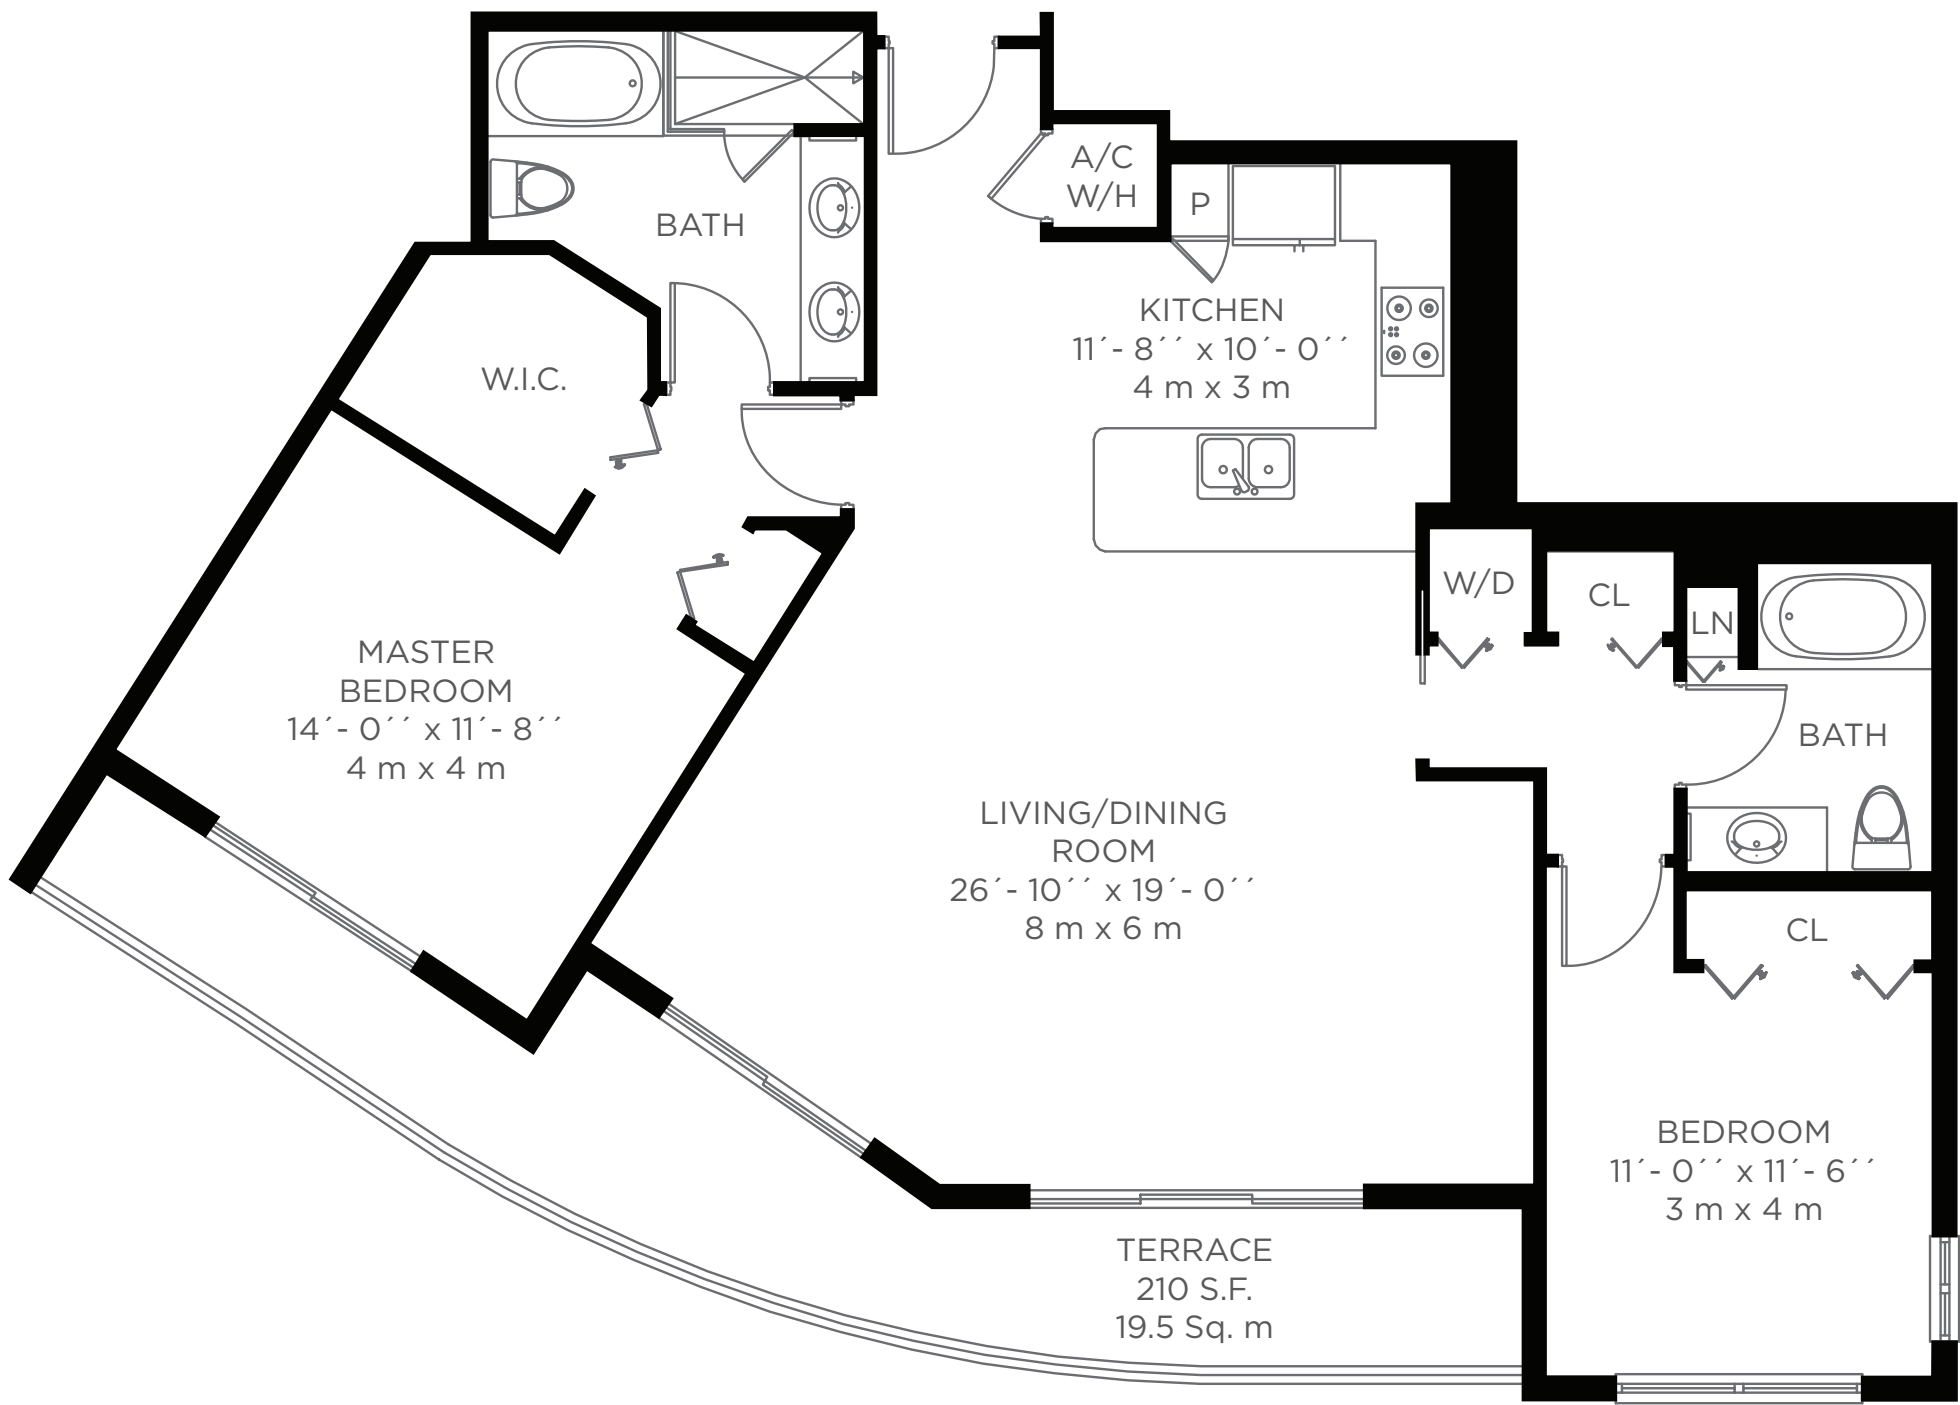 A/C
W/H
P
BATH
KITCHEN
11´- 8´´ x 10´- 0´´
4 m x 3 m
W.I.C.
W/D
CL
LN
MASTER
BEDROOM
14´- 0´´ x 11´- 8´´
4 m x 4 m
BATH
LIVING/DINING
ROOM
26´- 10´´ x 19´- 0´´
8 m x 6 m
CL
BEDROOM
11´- 0´´ x 11´- 6´´
3 m x 4 m
TERRACE
210 S.F.
19.5 Sq. m